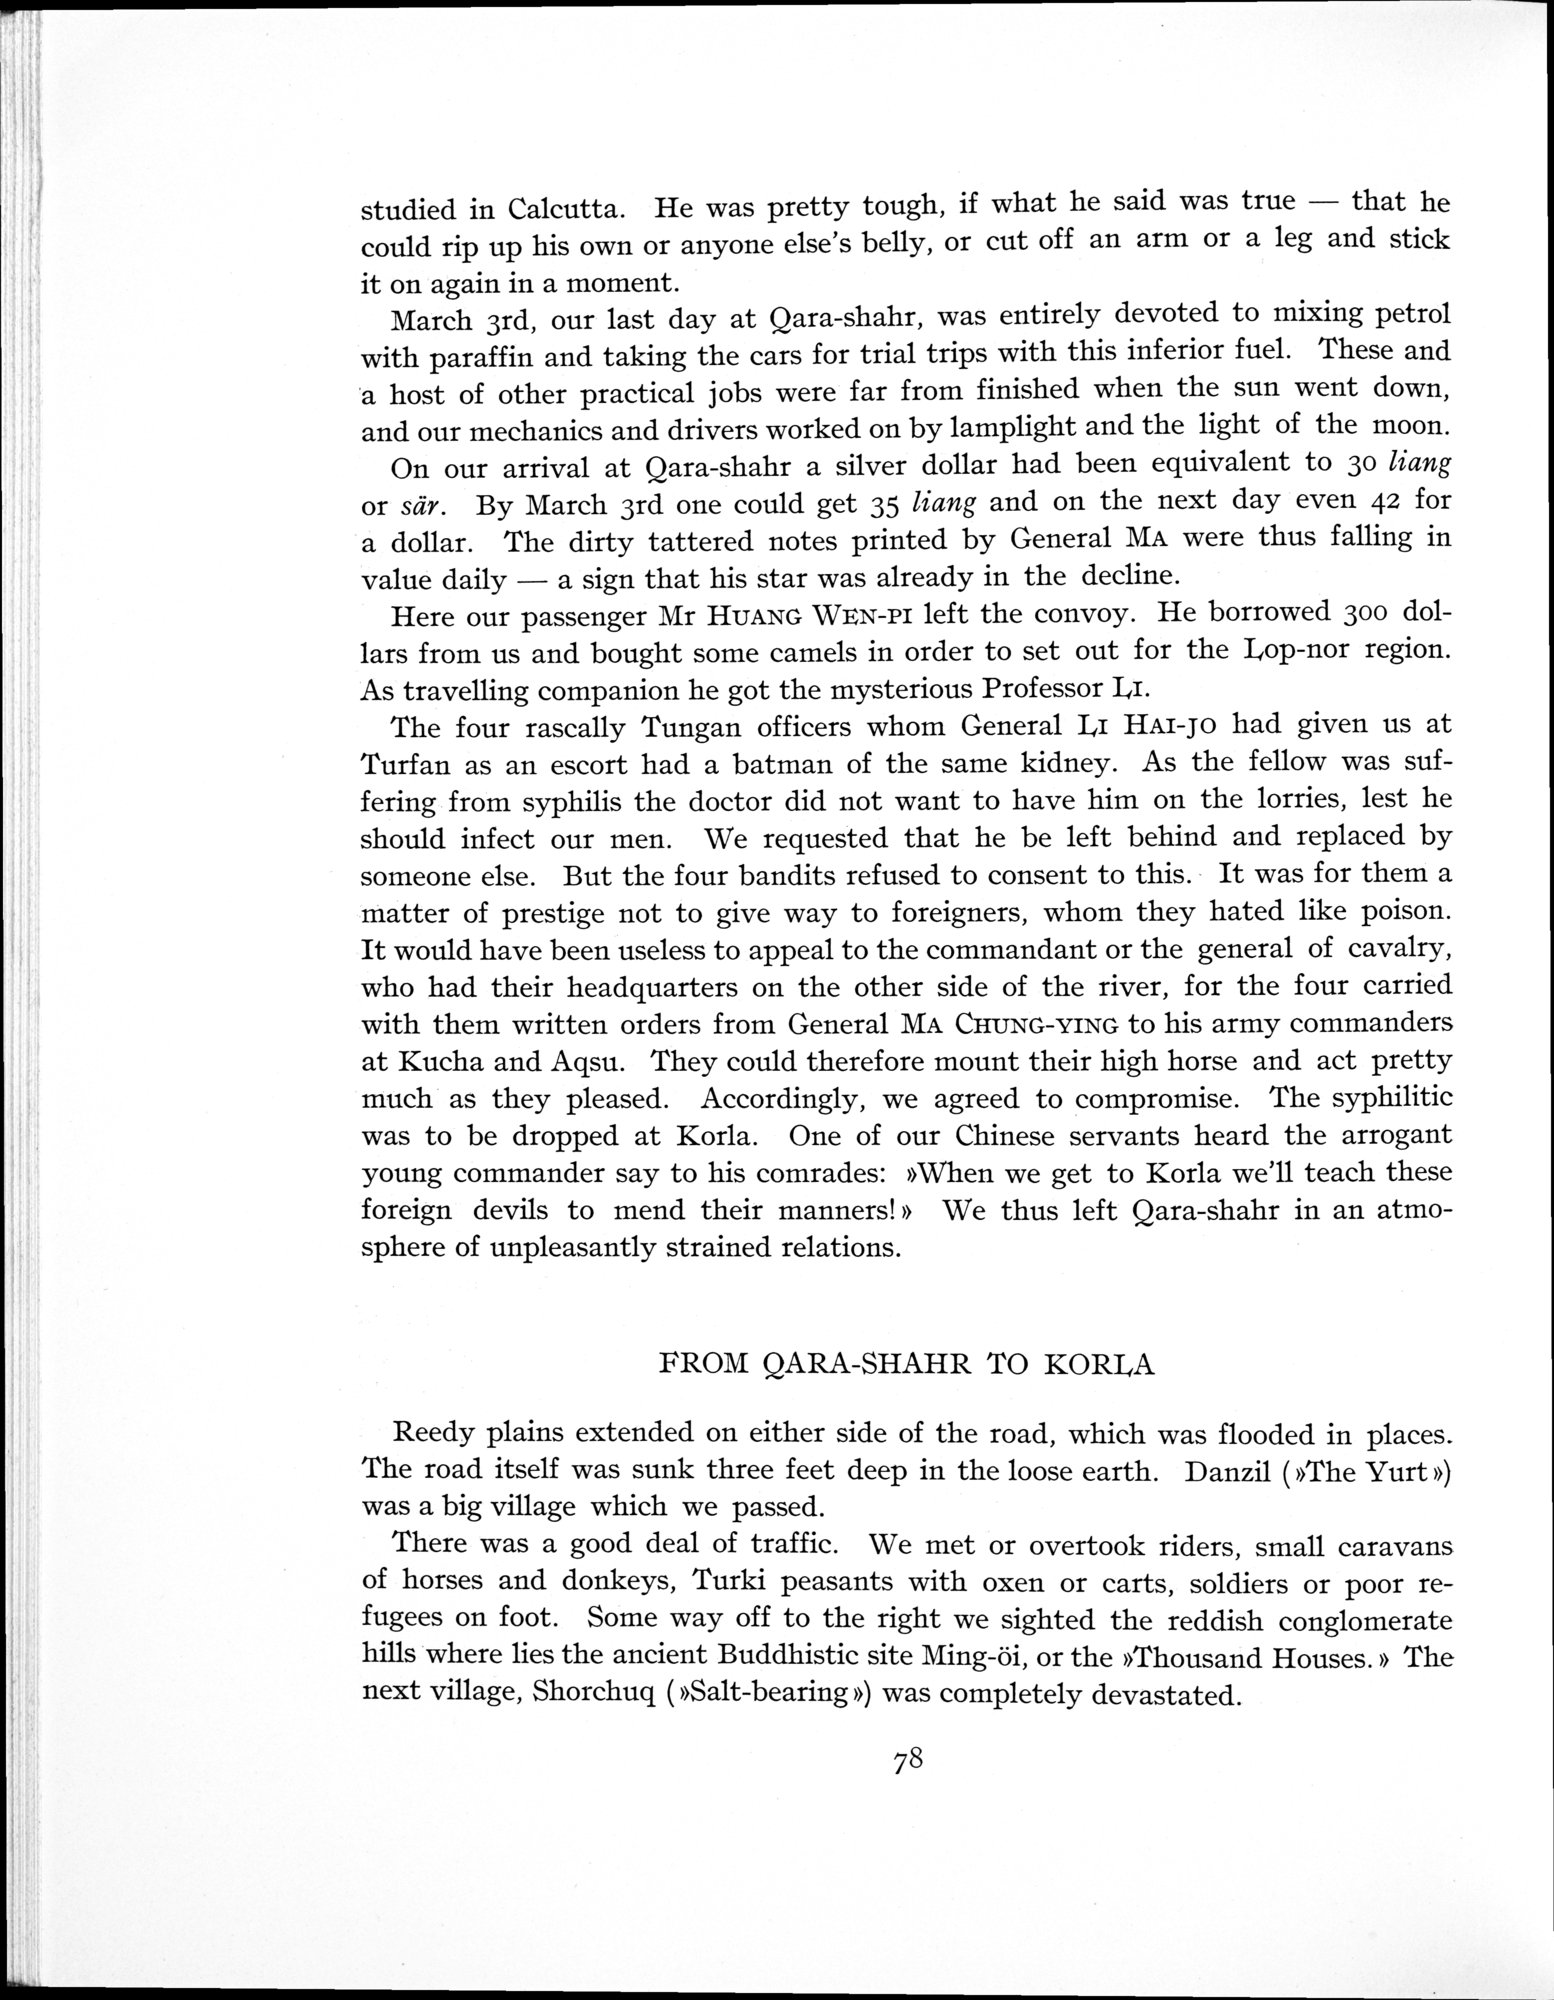 studied in Calcutta. He was pretty tough, if what he said was true — that he
could rip up his own or anyone else's belly, or cut off an arm or a leg and stick
it on again in a moment.
March 3rd, our last day at Qara-shahr, was entirely devoted to mixing petrol
with paraffin and taking the cars for trial trips with this inferior fuel. These and
a host of other practical jobs were far from finished when the sun went down,
and our mechanics and drivers worked on by lamplight and the light of the moon.
On our arrival at Qara-shahr a silver dollar had been equivalent to 30 liang
or sär. By March 3rd one could get 35 liang and on the next day even 42 for
a dollar. The dirty tattered notes printed by General MA were thus falling in
value daily — a sign that his star was already in the decline.
Here our passenger Mr HUANG WEN-PI left the convoy. He borrowed 300 dol-
lars from us and bought some camels in order to set out for the Lop-nor region.
As travelling companion he got the mysterious Professor LI.
The four rascally Tungan officers whom General LI HAI-JO had given us at
Turfan as an escort had a batman of the same kidney. As the fellow was suf-
fering from syphilis the doctor did not want to have him on the lorries, lest he
should infect our men. We requested that he be left behind and replaced by
someone else. But the four bandits refused to consent to this. It was for them a
matter of prestige not to give way to foreigners, whom they hated like poison.
It would have been useless to appeal to the commandant or the general of cavalry,
who had their headquarters on the other side of the river, for the four carried
with them written orders from General MA CHUNG-YING to his army commanders
at Kucha and Aqsu. They could therefore mount their high horse and act pretty
much as they pleased. Accordingly, we agreed to compromise. The syphilitic
was to be dropped at Korla. One of our Chinese servants heard the arrogant
young commander say to his comrades: »When we get to Korla we'll teach these
foreign devils to mend their manners!» We thus left Qara-shahr in an atmo-
sphere of unpleasantly strained relations.
FROM QARA-SHAHR TO KORLA
Reedy plains extended on either side of the road, which was flooded in places.
The road itself was sunk three feet deep in the loose earth. Danzil (»The Yurt»)
was a big village which we passed.
There was a good deal of traffic. We met or overtook riders, small caravans
of horses and donkeys, Turki peasants with oxen or carts, soldiers or poor re-
fugees on foot. Some way off to the right we sighted the reddish conglomerate
hills where lies the ancient Buddhistic site Ming-öi, or the »Thousand Houses.» The
next village, Shorchuq (»Salt-bearing») was completely devastated.
78